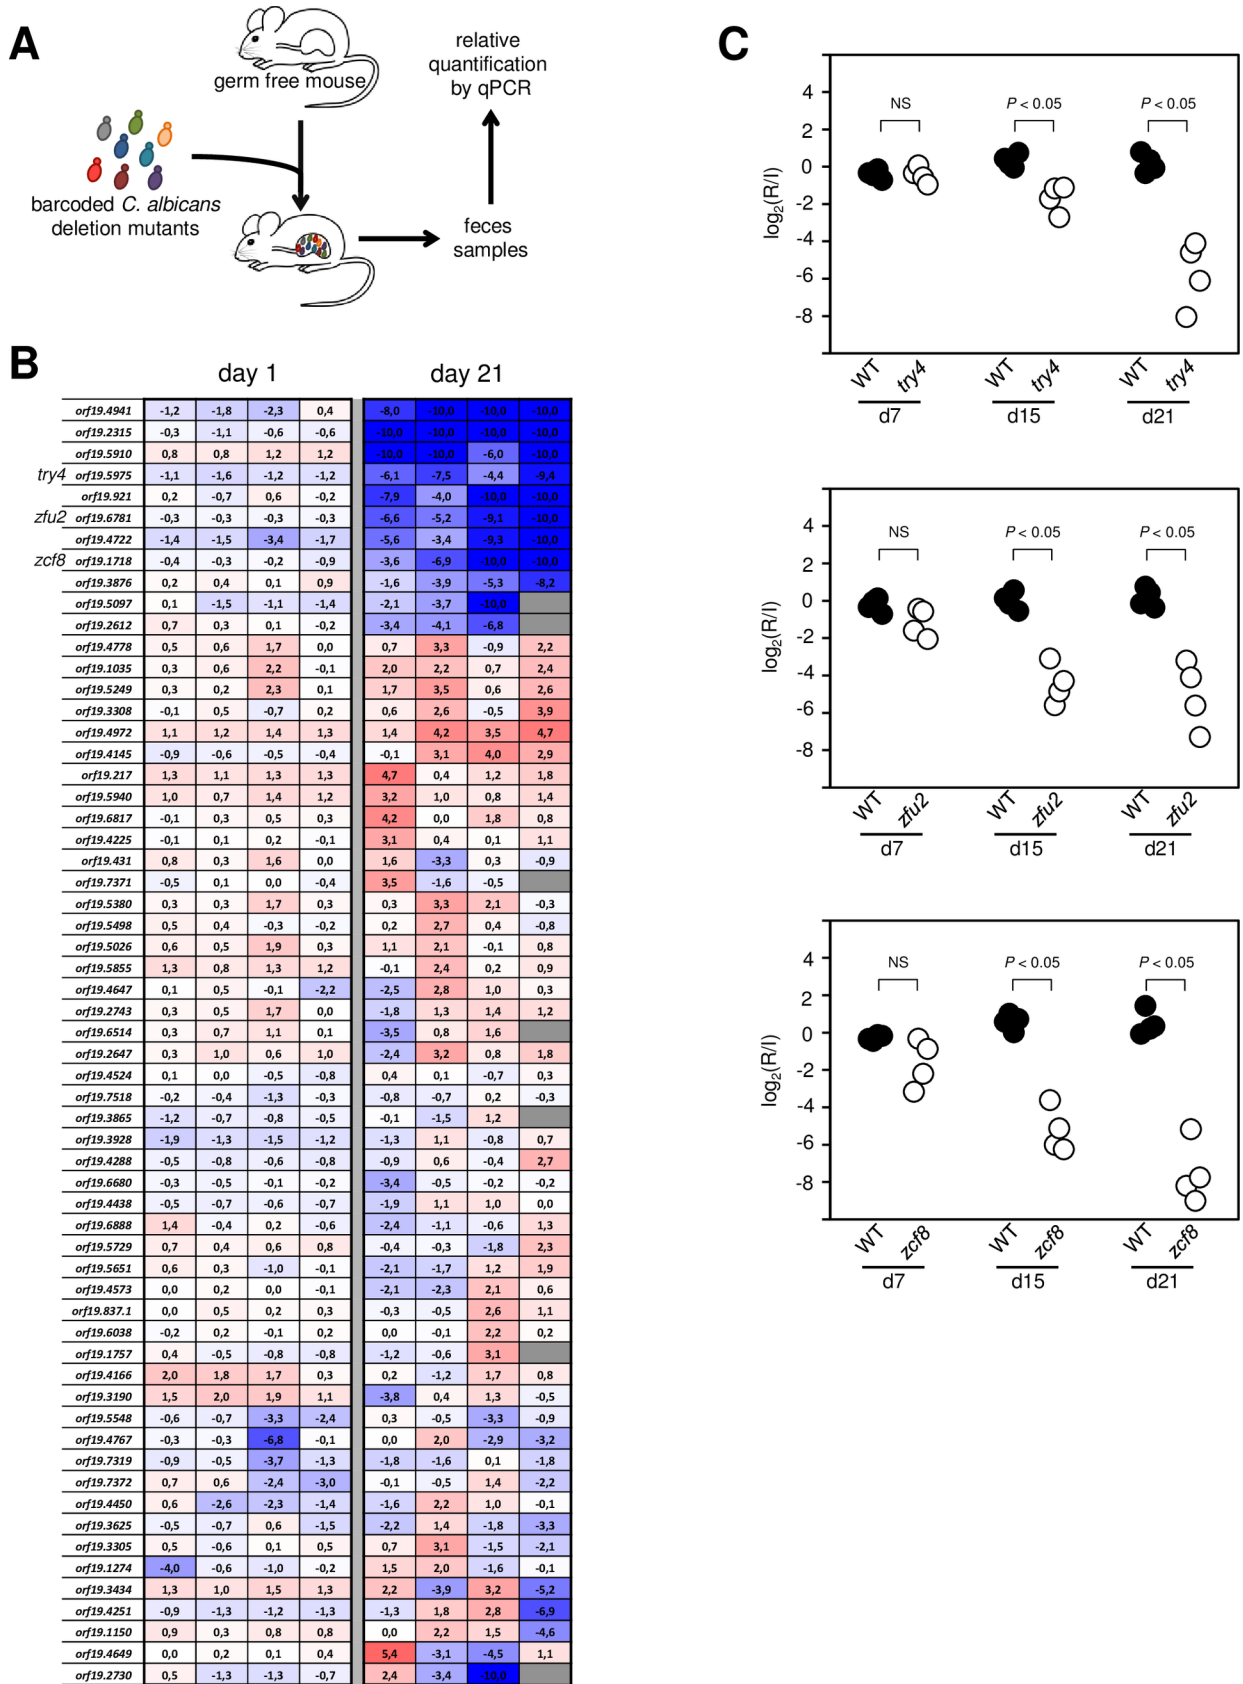 A
germ free mouse
relative
quantification
by qPCR
barcoded C. albicans
deletion mutants
feces
samples
B
day 1 day 21
orf19.4941 -1,2 -1,8 -2,3 0,4 -8,0 -10,0 -10,0 -10,0
orf19.2315 -0,3 -1,1 -0,6 -0,6 -10,0 -10,0 -10,0 -10,0
orf19.5910 0,8 0,8 1,2 1,2 -10,0 -10,0 -6,0 -10,0
try4 orf19.5975 -1,1 -1,6 -1,2 -1,2 -6,1 -7,5 -4,4 -9,4
orf19.921 0,2 -0,7 0,6 -0,2 -7,9 -4,0 -10,0 -10,0
zfu2 orf19.6781 -0,3 -0,3 -0,3 -0,3 -6,6 -5,2 -9,1 -10,0
orf19.4722 -1,4 -1,5 -3,4 -1,7 -5,6 -3,4 -9,3 -10,0
zcf8 orf19.1718 -0,4 -0,3 -0,2 -0,9 -3,6 -6,9 -10,0 -10,0
orf19.3876 0,2 0,4 0,1 0,9 -1,6 -3,9 -5,3 -8,2
orf19.5097 0,1 -1,5 -1,1 -1,4 -2,1 -3,7 -10,0
orf19.2612 0,7 0,3 0,1 -0,2 -3,4 -4,1 -6,8
orf19.4778 0,5 0,6 1,7 0,0 0,7 3,3 -0,9 2,2
orf19.1035 0,3 0,6 2,2 -0,1 2,0 2,2 0,7 2,4
orf19.5249 0,3 0,2 2,3 0,1 1,7 3,5 0,6 2,6
orf19.3308 -0,1 0,5 -0,7 0,2 0,6 2,6 -0,5 3,9
orf19.4972 1,1 1,2 1,4 1,3 1,4 4,2 3,5 4,7
orf19.4145 -0,9 -0,6 -0,5 -0,4 -0,1 3,1 4,0 2,9
orf19.217 1,3 1,1 1,3 1,3 4,7 0,4 1,2 1,8
orf19.5940 1,0 0,7 1,4 1,2 3,2 1,0 0,8 1,4
orf19.6817 -0,1 0,3 0,5 0,3 4,2 0,0 1,8 0,8
orf19.4225 -0,1 0,1 0,2 -0,1 3,1 0,4 0,1 1,1
orf19.431 0,8 0,3 1,6 0,0 1,6 -3,3 0,3 -0,9
orf19.7371 -0,5 0,1 0,0 -0,4 3,5 -1,6 -0,5
orf19.5380 0,3 0,3 1,7 0,3 0,3 3,3 2,1 -0,3
orf19.5498 0,5 0,4 -0,3 -0,2 0,2 2,7 0,4 -0,8
orf19.5026 0,6 0,5 1,9 0,3 1,1 2,1 -0,1 0,8
orf19.5855 1,3 0,8 1,3 1,2 -0,1 2,4 0,2 0,9
orf19.4647 0,1 0,5 -0,1 -2,2 -2,5 2,8 1,0 0,3
orf19.2743 0,3 0,5 1,7 0,0 -1,8 1,3 1,4 1,2
orf19.6514 0,3 0,7 1,1 0,1 -3,5 0,8 1,6
orf19.2647 0,3 1,0 0,6 1,0 -2,4 3,2 0,8 1,8
orf19.4524 0,1 0,0 -0,5 -0,8 0,4 0,1 -0,7 0,3
orf19.7518 -0,2 -0,4 -1,3 -0,3 -0,8 -0,7 0,2 -0,3
orf19.3865 -1,2 -0,7 -0,8 -0,5 -0,1 -1,5 1,2
orf19.3928 -1,9 -1,3 -1,5 -1,2 -1,3 1,1 -0,8 0,7
orf19.4288 -0,5 -0,8 -0,6 -0,8 -0,9 0,6 -0,4 2,7
orf19.6680 -0,3 -0,5 -0,1 -0,2 -3,4 -0,5 -0,2 -0,2
orf19.4438 -0,5 -0,7 -0,6 -0,7 -1,9 1,1 1,0 0,0
orf19.6888 1,4 -0,4 0,2 -0,6 -2,4 -1,1 -0,6 1,3
orf19.5729 0,7 0,4 0,6 0,8 -0,4 -0,3 -1,8 2,3
orf19.5651 0,6 0,3 -1,0 -0,1 -2,1 -1,7 1,2 1,9
orf19.4573 0,0 0,2 0,0 -0,1 -2,1 -2,3 2,1 0,6
orf19.837.1 0,0 0,5 0,2 0,3 -0,3 -0,5 2,6 1,1
orf19.6038 -0,2 0,2 -0,1 0,2 0,0 -0,1 2,2 0,2
orf19.1757 0,4 -0,5 -0,8 -0,8 -1,2 -0,6 3,1
orf19.4166 2,0 1,8 1,7 0,3 0,2 -1,2 1,7 0,8
orf19.3190 1,5 2,0 1,9 1,1 -3,8 0,4 1,3 -0,5
orf19.5548 -0,6 -0,7 -3,3 -2,4 0,3 -0,5 -3,3 -0,9
orf19.4767 -0,3 -0,3 -6,8 -0,1 0,0 2,0 -2,9 -3,2
orf19.7319 -0,9 -0,5 -3,7 -1,3 -1,8 -1,6 0,1 -1,8
orf19.7372 0,7 0,6 -2,4 -3,0 -0,1 -0,5 1,4 -2,2
orf19.4450 0,6 -2,6 -2,3 -1,4 -1,6 2,2 1,0 -0,1
orf19.3625 -0,5 -0,7 0,6 -1,5 -2,2 1,4 -1,8 -3,3
orf19.3305 0,5 -0,6 0,1 0,5 0,7 3,1 -1,5 -2,1
orf19.1274 -4,0 -0,6 -1,0 -0,2 1,5 2,0 -1,6 -0,1
orf19.3434 1,3 1,0 1,5 1,3 2,2 -3,9 3,2 -5,2
orf19.4251 -0,9 -1,3 -1,2 -1,3 -1,3 1,8 2,8 -6,9
orf19.1150 0,9 0,3 0,8 0,8 0,0 2,2 1,5 -4,6
orf19.4649 0,0 0,2 0,1 0,4 5,4 -3,1 -4,5 1,1
orf19.2730 0,5 -1,3 -1,3 -0,7 2,4 -3,4 -10,0
C
log2(R/I)
4
2
0
-2
-4
-6
-8
NS P < 0.05 P < 0.05
WT try4 WT try4 WT try4
d7 d15 d21
log2(R/I)
4
2
0
-2
-4
-6
-8
NS P < 0.05 P < 0.05
WT zfu2 WT zfu2 WT zfu2
d7 d15 d21
log2(R/I)
4
2
0
-2
-4
-6
-8
NS P < 0.05 P < 0.05
WT zcf8 WT zcf8 WT zcf8
d7 d15 d21